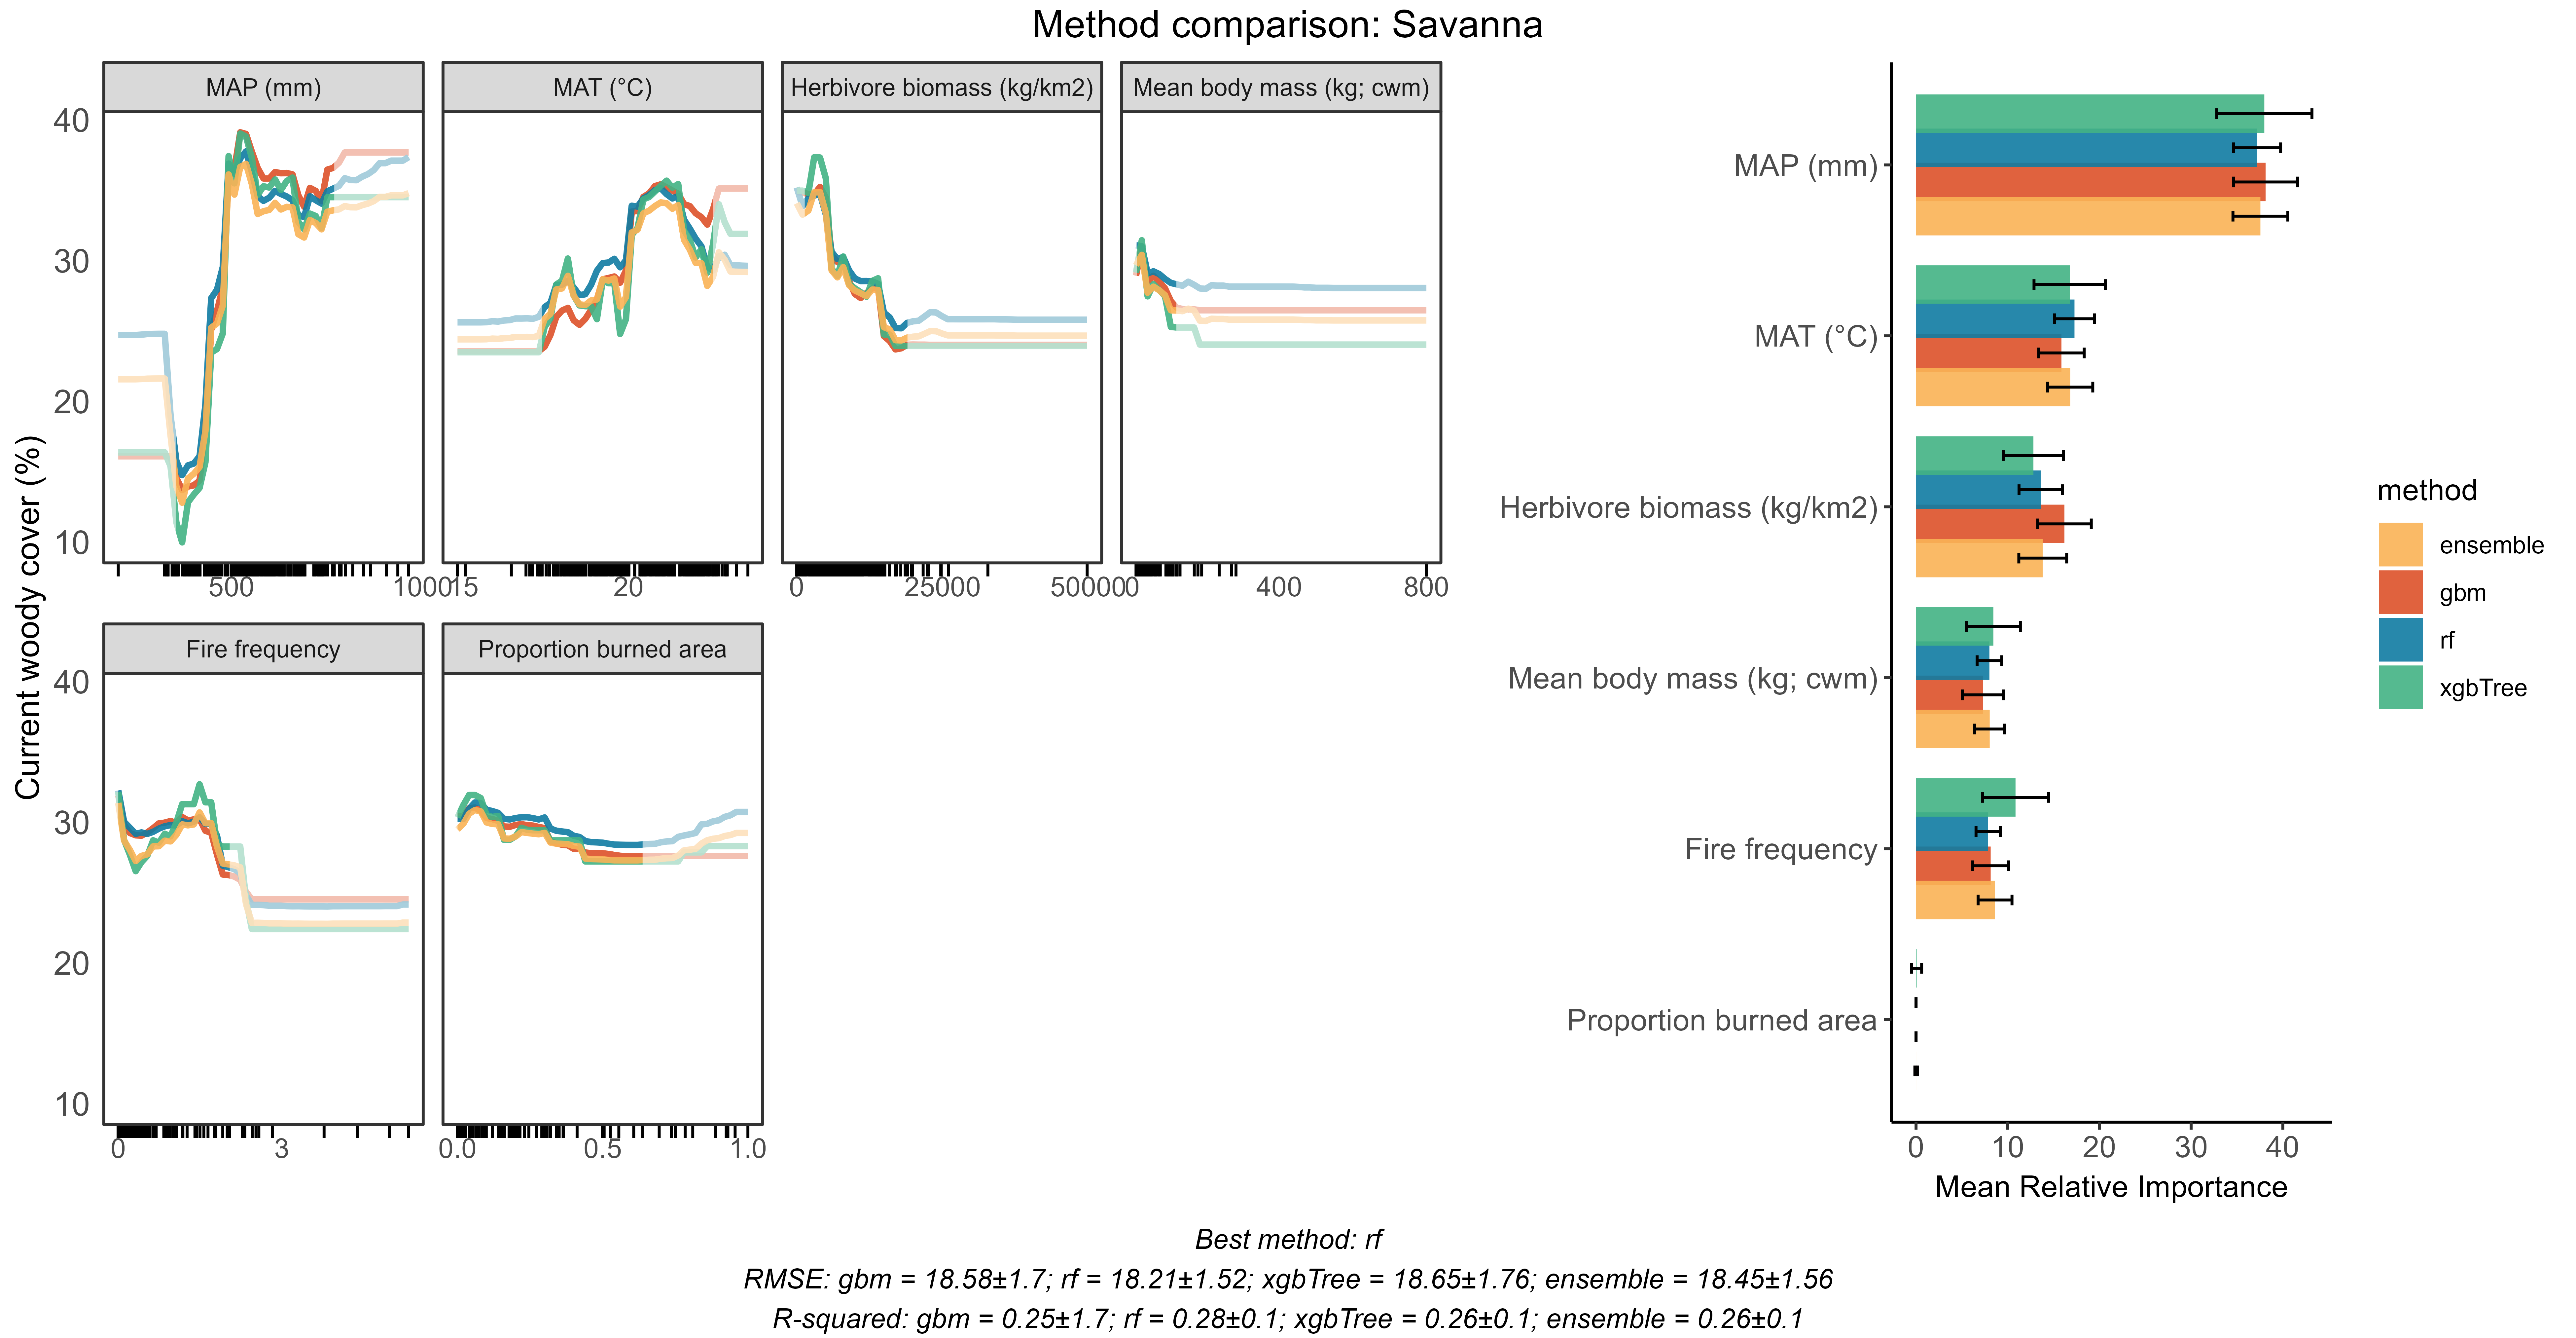 Method comparison: Savanna
MAP (mm)
MAT (°C)
Herbivore biomass (kg/km2)
Mean body mass (kg; cwm)
Current woody cover (%)
40
30
20
10
500
1000
15
20
0
25000
50000
0
400
800
Fire frequency
Proportion burned area
40
30
20
10
0
3
0.0
0.5
1.0
MAP (mm)
MAT (°C)
Herbivore biomass (kg/km2)
Mean body mass (kg; cwm)
Fire frequency
Proportion burned area
0
10
20
30
40
Mean Relative Importance
method
ensemble
gbm
rf
xgbTree
Best method: rf
RMSE: gbm = 18.58±1.7; rf = 18.21±1.52; xgbTree = 18.65±1.76; ensemble = 18.45±1.56
R-squared: gbm = 0.25±1.7; rf = 0.28±0.1; xgbTree = 0.26±0.1; ensemble = 0.26±0.1